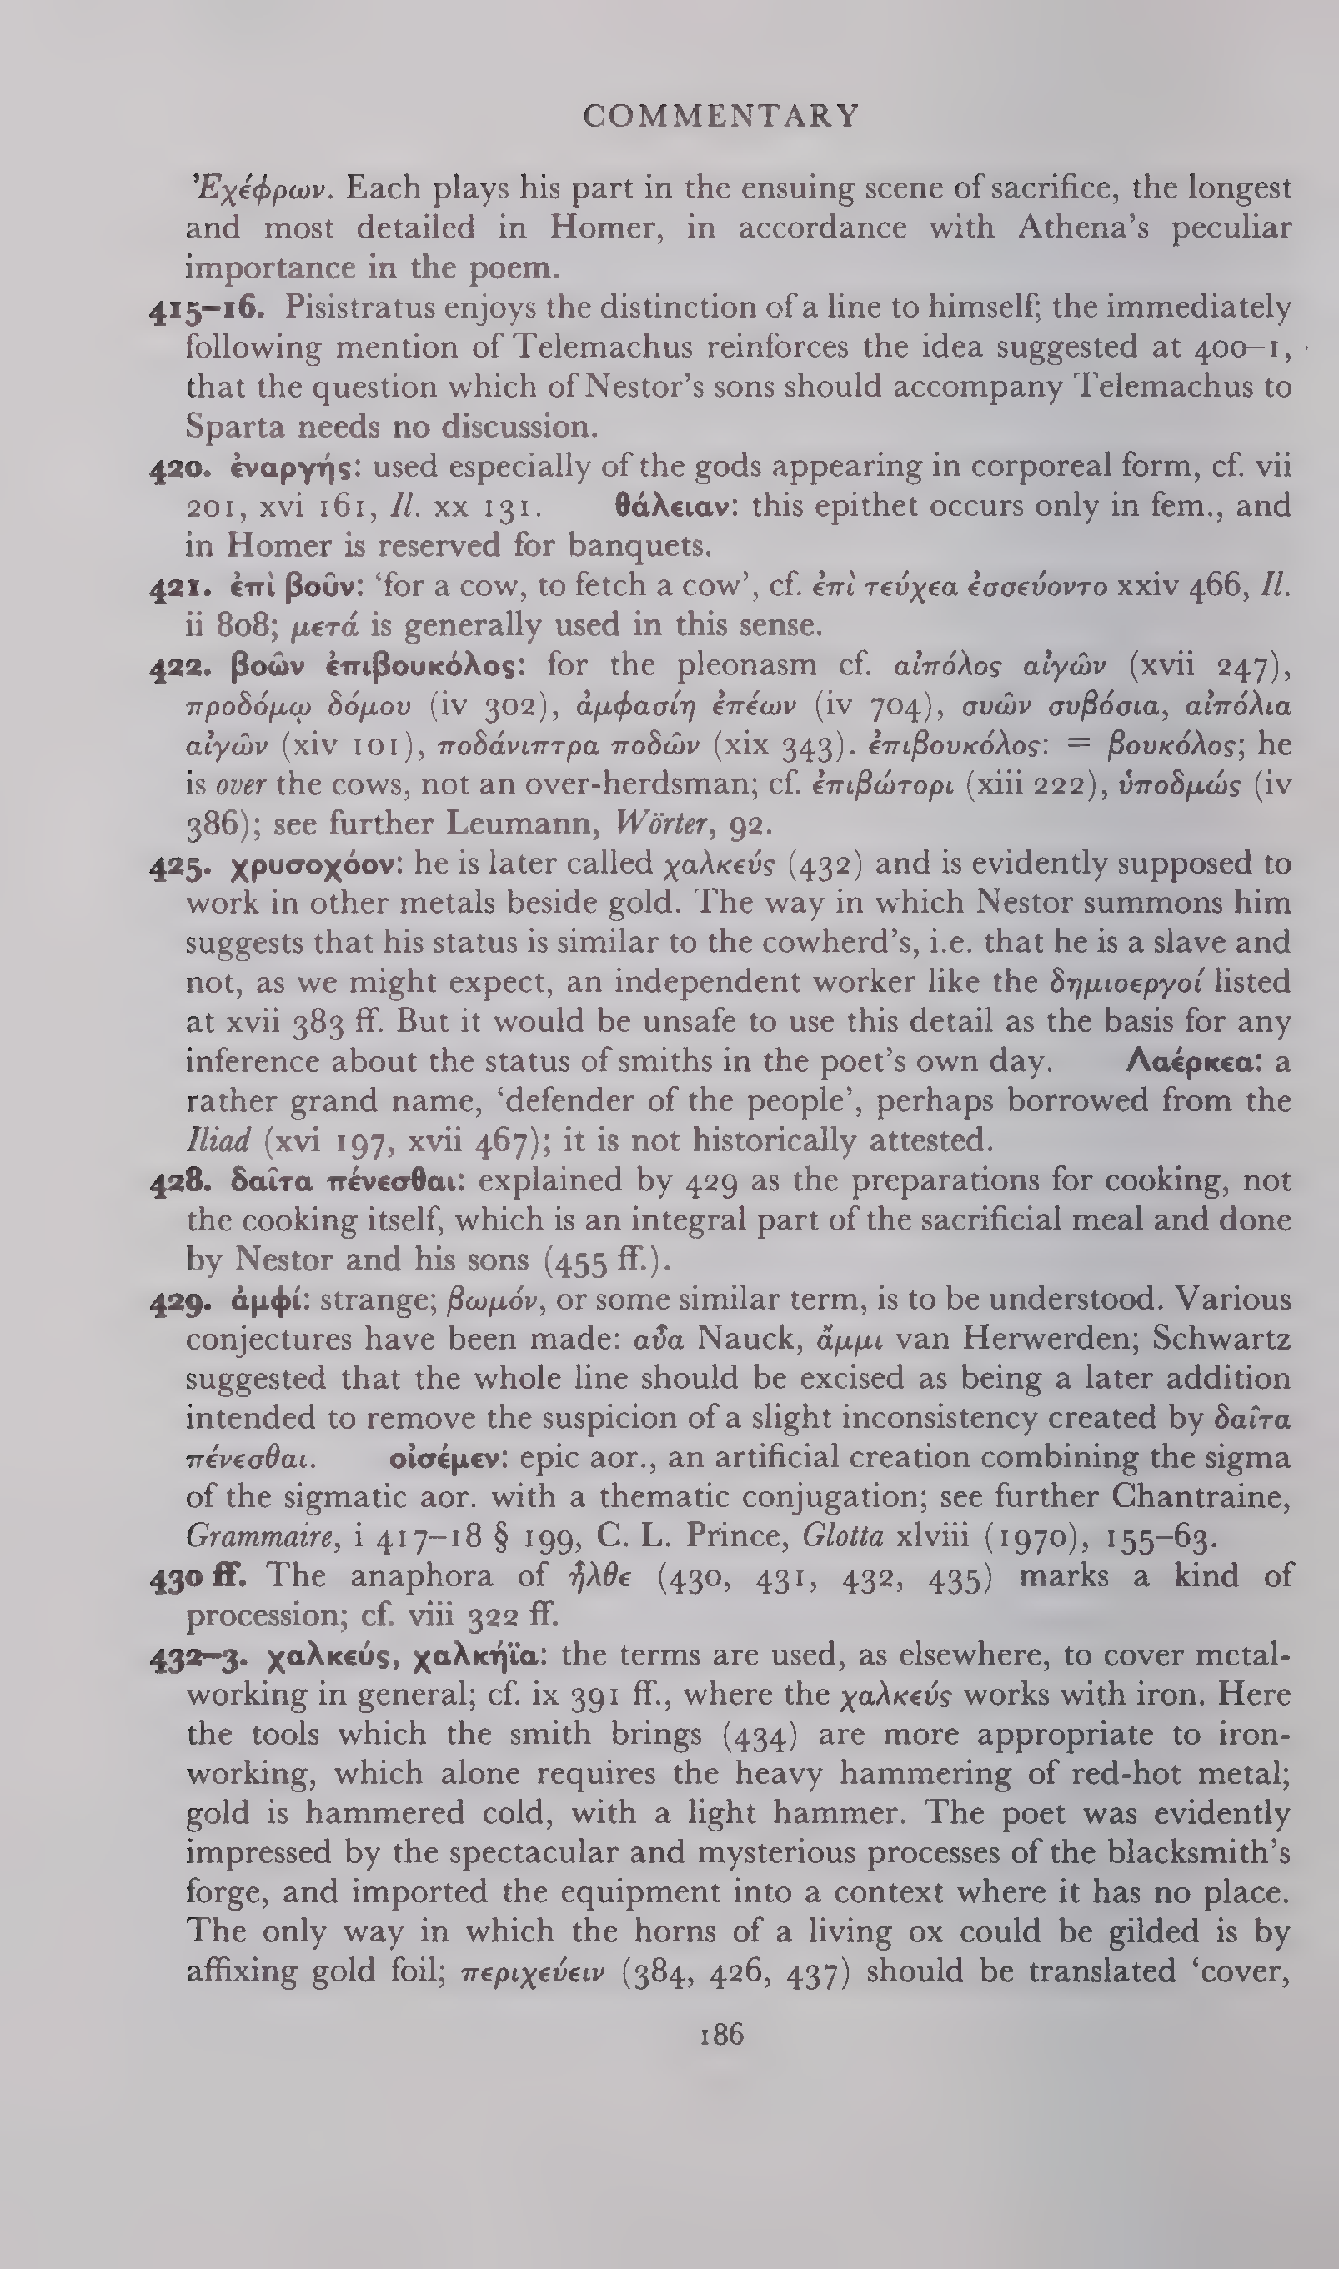 COMMENTARY
Ἐχέφρων. Each plays his part in the ensuing scene of sacrifice, the longest
and most detailed in Homer, in accordance with Athena’s peculiar
importance in the poem.
415–16. Pisistratus enjoys the distinction of a line to himself; the immediately
following mention of Telemachus reinforces the idea suggested at 400–1,
that the question which of Nestor’s sons should accompany Telemachus to
Sparta needs no discussion.
420. ἐναργής: used especially of the gods appearing in corporeal form, cf. vii
201, xvi 161, Il. xx 131. θάλειαν: this epithet occurs only in fem., and
in Homer is reserved for banquets.
421. ἐπὶ βοῦν: ‘for a cow, to fetch a cow’, cf. ἐπὶ τεύχεα ἐσσεύοντο xxiv 466, Il.
ii 808; μετά is generally used in this sense.
422. βοῶν ἐπιβουκόλος: for the pleonasm cf. αἰπόλος αἰγῶν (xvii 247),
προδόμῳ δόμου (iv 302), ἀμφασίη ἐπέων (iv 704), συῶν συβόσια, αἰπόλια
αἰγῶν (xiv 101), ποδάνιπτρα ποδῶν (xix 343). ἐπιβουκόλος: = βουκόλος; he
is over the cows, not an over-herdsman; cf. ἐπιβώτορι (xiii 222), ὑποδμώς (iv
386); see further Leumann, Wörter, 92.
425. χρυσοχόον: he is later called χαλκεύς (432) and is evidently supposed to
work in other metals beside gold. The way in which Nestor summons him
suggests that his status is similar to the cowherd’s, i.e. that he is a slave and
not, as we might expect, an independent worker like the δημιοεργοί listed
at xvii 383 ff. But it would be unsafe to use this detail as the basis for any
inference about the status of smiths in the poet’s own day. Λαέρκεα: a
rather grand name, ‘defender of the people’, perhaps borrowed from the
Iliad (xvi 197, xvii 467); it is not historically attested.
428. δαῖτα πένεσθαι: explained by 429 as the preparations for cooking, not
the cooking itself, which is an integral part of the sacrificial meal and done
by Nestor and his sons (455 ff.).
429. ἀμφί: strange; βωμόν, or some similar term, is to be understood. Various
conjectures have been made: αὖα Nauck, ἄμμι van Herwerden; Schwartz
suggested that the whole line should be excised as being a later addition
intended to remove the suspicion of a slight inconsistency created by δαῖτα
πένεσθαι. οἰσέμεν: epic aor., an artificial creation combining the sigma
of the sigmatic aor. with a thematic conjugation; see further Chantraine,
Grammaire, i 417–18 § 199, C. L. Prince, Glotta xlviii (1970), 155–63.
430 ff. The anaphora of ἦλθε (430, 431, 432, 435) marks a kind of
procession; cf. viii 322 ff.
432–3. χαλκεύς, χαλκήϊα: the terms are used, as elsewhere, to cover metal-
working in general; cf. ix 391 ff., where the χαλκεύς works with iron. Here
the tools which the smith brings (434) are more appropriate to iron-
working, which alone requires the heavy hammering of red-hot metal;
gold is hammered cold, with a light hammer. The poet was evidently
impressed by the spectacular and mysterious processes of the blacksmith’s
forge, and imported the equipment into a context where it has no place.
The only way in which the horns of a living ox could be gilded is by
affixing gold foil; περιχεύειν (384, 426, 437) should be translated ‘cover,
186